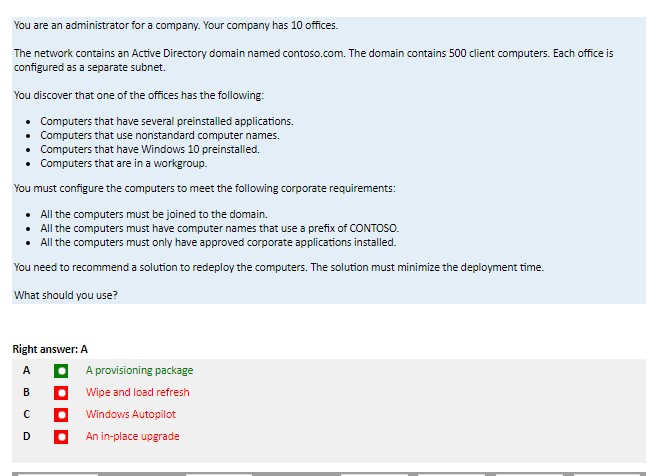 You are an administrator for a company. Your company has 10 offices.
The network contains an Active Directory domain named contoso.com. The domain contains 500 client computers. Each office is
configured as a separate subnet.
You discover that one of the offices has the following:
• Computers that have several preinstalled applications.
• Computers that use nonstandard computer names.
• Computers that have Windows 10 preinstalled.
• Computers that are in a workgroup.
You must configure the computers to meet the following corporate requirements:
• All the computers must be joined to the domain.
• All the computers must have computer names that use a prefix of CONTOSO.
• All the computers must only have approved corporate applications installed.
You need to recommend a solution to redeploy the computers. The solution must minimize the deployment time.
What should you use?
Right answer: A
A A provisioning package
B Wipe and load refresh
C Windows Autopilot
D An in-place upgrade